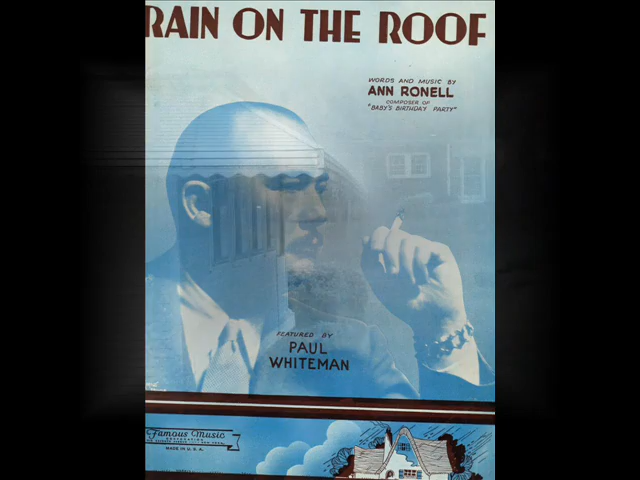 RAIN ON THE ROOF
WORDS AND MUSIC BY
ANN RONELL
COMPOSER OF
"BABY'S BIRTHDAY PARTY"
FEATURED BY
PAUL
WHITEMAN
Famous Music
CORPORATION
MADE IN U.S.A.